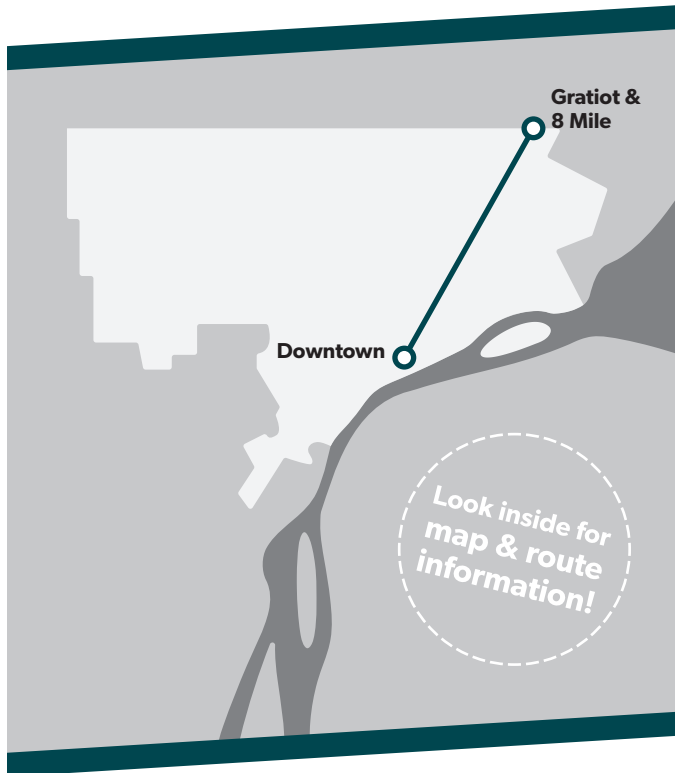 Gratiot &
8 Mile
Downtown
Look inside for
map & route
information!